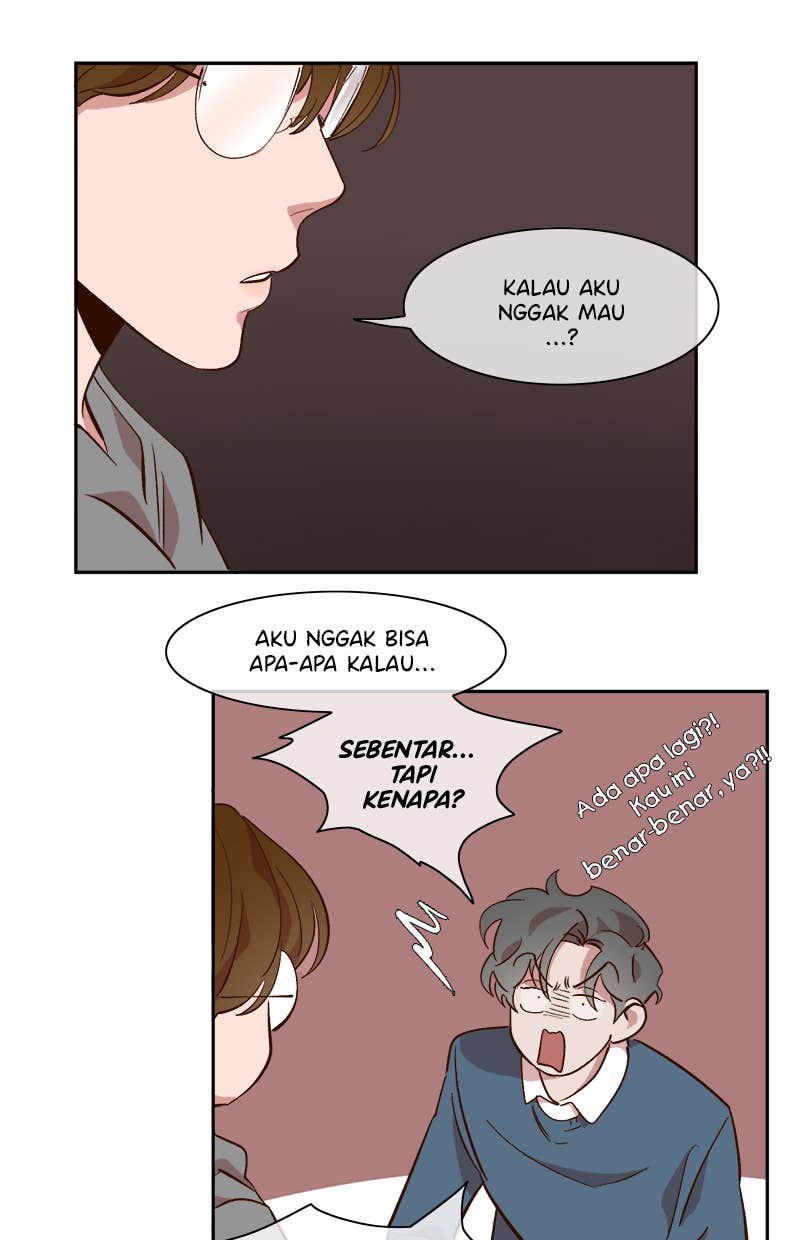 KALAU AKU
NGGAK MAU
...?
AKU NGGAK BISA
APA-APA KALAU...
SEBENTAR...
TAPI
KENAPA?
Ada apa lagi?!
Kau ini
benar-benar, ya?!!